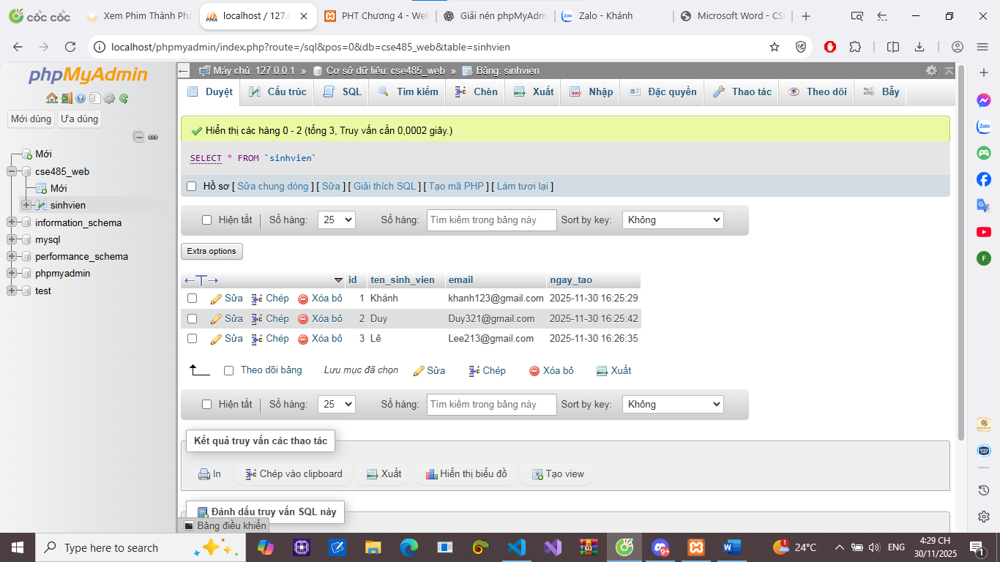 cốc cốc
Xem Phim Thành Phố
localhost / 127.0
PHT Chương 4 - Web
Giải nén phpMyAdm
Zalo - Khánh
Microsoft Word - CS
localhost/phpmyadmin/index.php?route=/sql&pos=0&db=cse485_web&table=sinhvien
phpMyAdmin
Mới dùng Ưa dùng
Mới
cse485_web
Mới
sinhvien
information_schema
mysql
performance_schema
phpmyadmin
test
Máy chủ: 127.0.0.1 » Cơ sở dữ liệu: cse485_web » Bảng: sinhvien
Duyệt Cấu trúc SQL Tìm kiếm Chèn Xuất Nhập Đặc quyền Thao tác Theo dõi Bẫy
Hiển thị các hàng 0 - 2 (tổng 3, Truy vấn cần 0,0002 giây.)
SELECT * FROM `sinhvien`
Hồ sơ [ Sửa chung dòng ] [ Sửa ] [ Giải thích SQL ] [ Tạo mã PHP ] [ Làm tươi lại ]
Hiện tất Số hàng: 25 Số hàng: Tìm kiếm trong bảng này Sort by key: Không
Extra options
←T→ id ten_sinh_vien email ngay_tao
Sửa Chép Xóa bỏ 1 Khánh khanh123@gmail.com 2025-11-30 16:25:29
Sửa Chép Xóa bỏ 2 Duy Duy321@gmail.com 2025-11-30 16:25:42
Sửa Chép Xóa bỏ 3 Lê Lee213@gmail.com 2025-11-30 16:26:35
Theo dõi bảng Lưu mục đã chọn Sửa Chép Xóa bỏ Xuất
Hiện tất Số hàng: 25 Số hàng: Tìm kiếm trong bảng này Sort by key: Không
Kết quả truy vấn các thao tác
In Chép vào clipboard Xuất Hiển thị biểu đồ Tạo view
Đánh dấu truy vấn SQL này
Bảng điều khiển
Type here to search
24°C
ENG
4:29 CH
30/11/2025